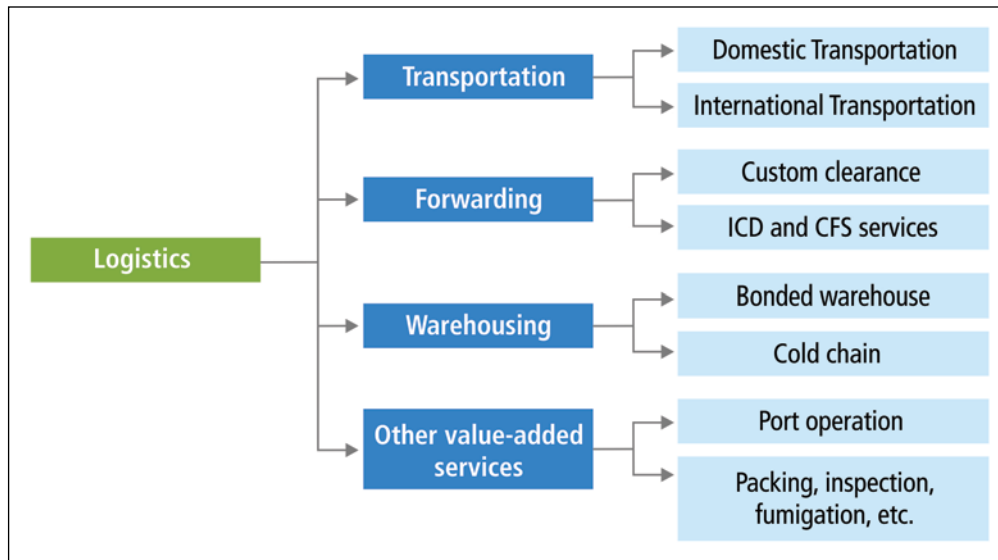 Logistics
Transportation
Domestic Transportation
International Transportation
Forwarding
Custom clearance
ICD and CFS services
Warehousing
Bonded warehouse
Cold chain
Other value-added
services
Port operation
Packing, inspection,
fumigation, etc.